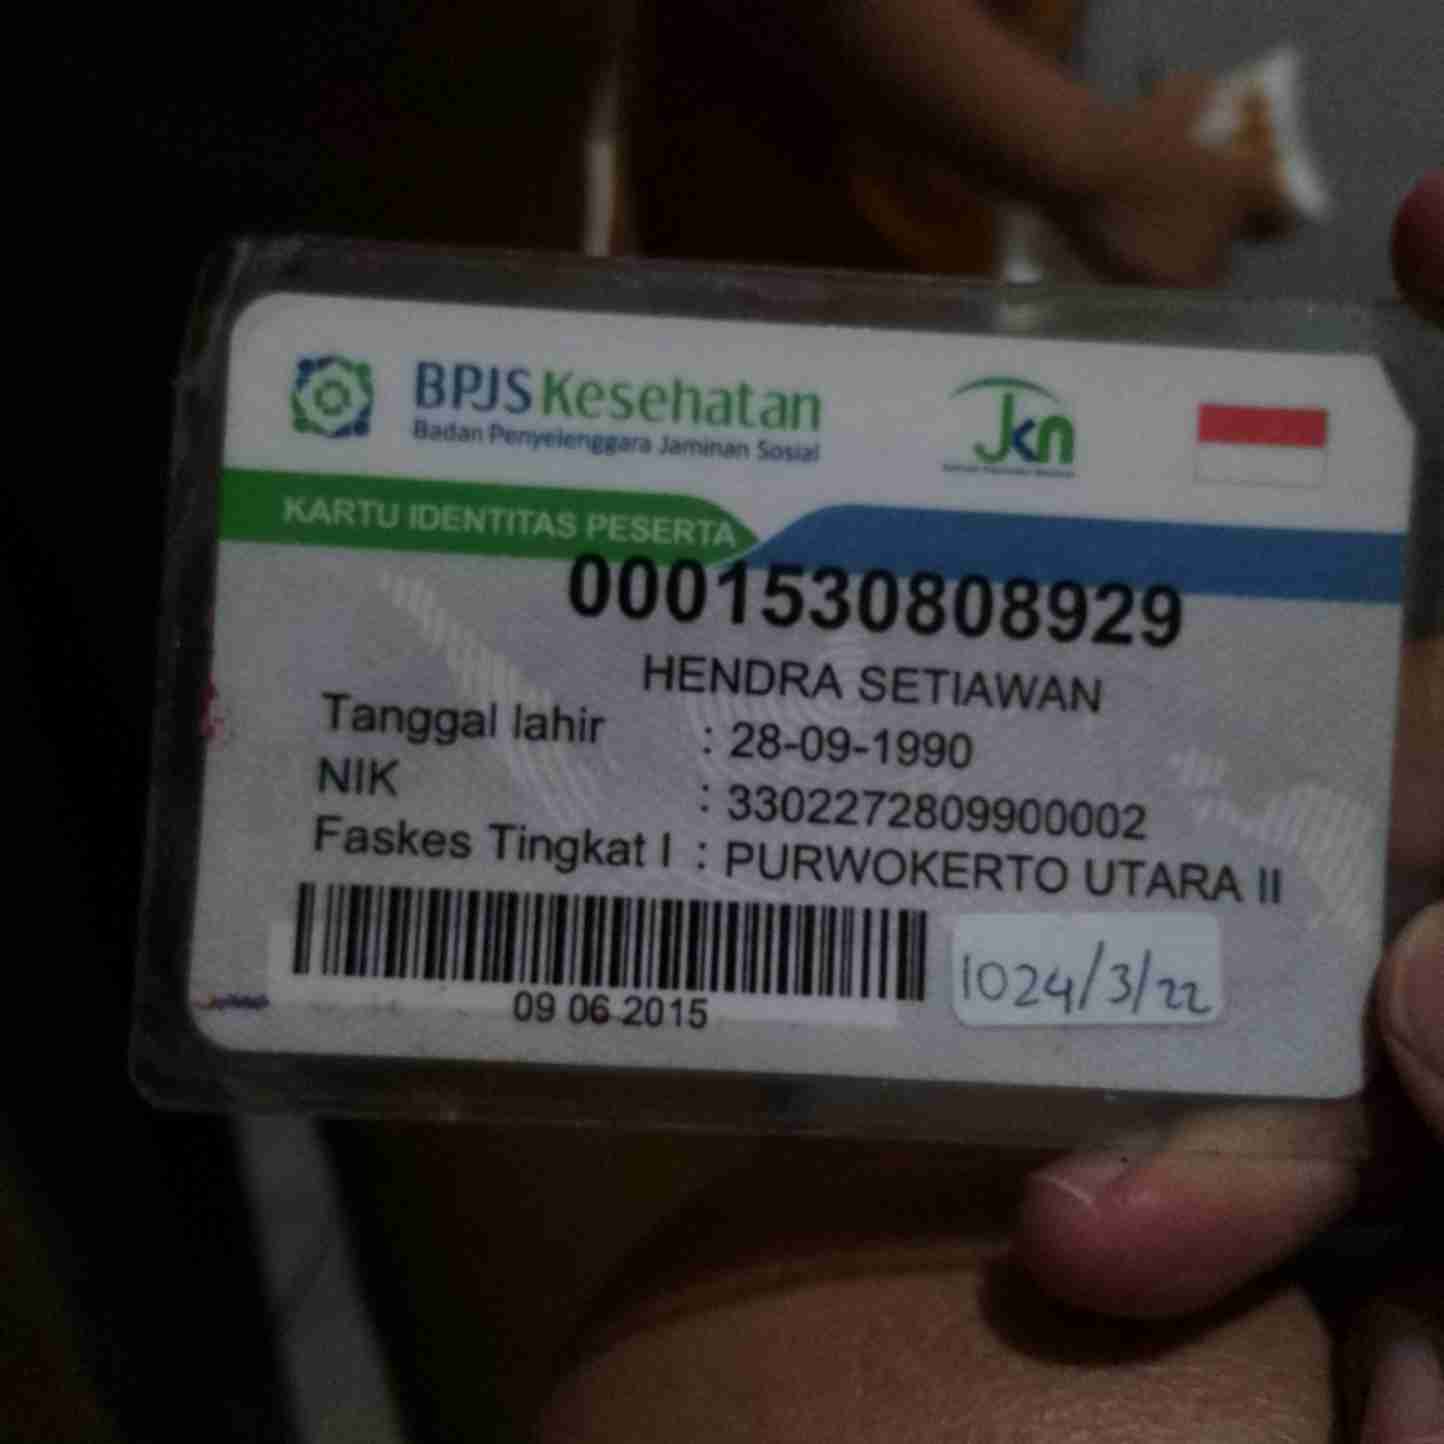 BPJS Kesehatan
Badan Penyelenggara Jaminan Sosial
JKN
KARTU IDENTITAS PESERTA
0001530808929
HENDRA SETIAWAN
Tanggal lahir : 28-09-1990
NIK : 3302272809900002
Faskes Tingkat I : PURWOKERTO UTARA II
09 06 2015
1024/3/22